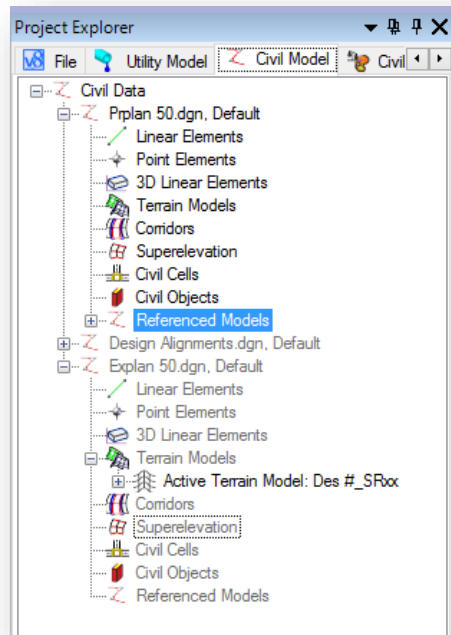 Project Explorer
File Utility Model Civil Model Civil
Civil Data
Prplan 50.dgn, Default
Linear Elements
Point Elements
3D Linear Elements
Terrain Models
Corridors
Superelevation
Civil Cells
Civil Objects
Referenced Models
Design Alignments.dgn, Default
Explan 50.dgn, Default
Linear Elements
Point Elements
3D Linear Elements
Terrain Models
Active Terrain Model: Des #_SRxx
Corridors
Superelevation
Civil Cells
Civil Objects
Referenced Models